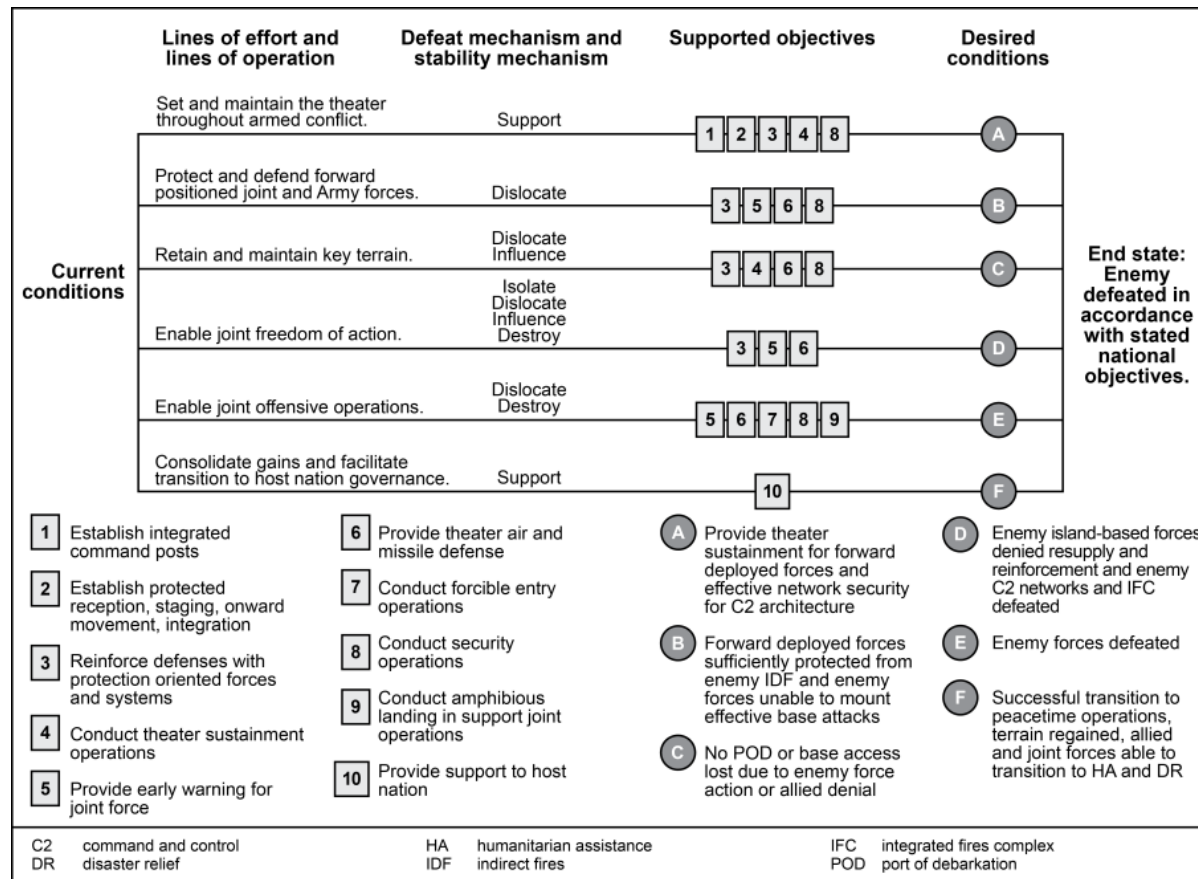 Lines of effort and
lines of operation
Defeat mechanism and
stability mechanism
Supported objectives
Desired
conditions
Set and maintain the theater
throughout armed conflict.
Support
1 2 3 4 8
A
Protect and defend forward
positioned joint and Army forces.
Dislocate
3 5 6 8
B
Retain and maintain key terrain.
Dislocate
Influence
3 4 6 8
C
Current
conditions
Enable joint freedom of action.
Isolate
Dislocate
Influence
Destroy
3 5 6
D
Enable joint offensive operations.
Dislocate
Destroy
5 6 7 8 9
E
Consolidate gains and facilitate
transition to host nation governance.
Support
10
F
End state:
Enemy
defeated in
accordance
with stated
national
objectives.
1 Establish integrated
command posts
2 Establish protected
reception, staging, onward
movement, integration
3 Reinforce defenses with
protection oriented forces
and systems
4 Conduct theater sustainment
operations
5 Provide early warning for
joint force
6 Provide theater air and
missile defense
7 Conduct forcible entry
operations
8 Conduct security
operations
9 Conduct amphibious
landing in support joint
operations
10 Provide support to host
nation
A Provide theater
sustainment for forward
deployed forces and
effective network security
for C2 architecture
B Forward deployed forces
sufficiently protected from
enemy IDF and enemy
forces unable to mount
effective base attacks
C No POD or base access
lost due to enemy force
action or allied denial
D Enemy island-based forces
denied resupply and
reinforcement and enemy
C2 networks and IFC
defeated
E Enemy forces defeated
F Successful transition to
peacetime operations,
terrain regained, allied
and joint forces able to
transition to HA and DR
C2 command and control
DR disaster relief
HA humanitarian assistance
IDF indirect fires
IFC integrated fires complex
POD port of debarkation